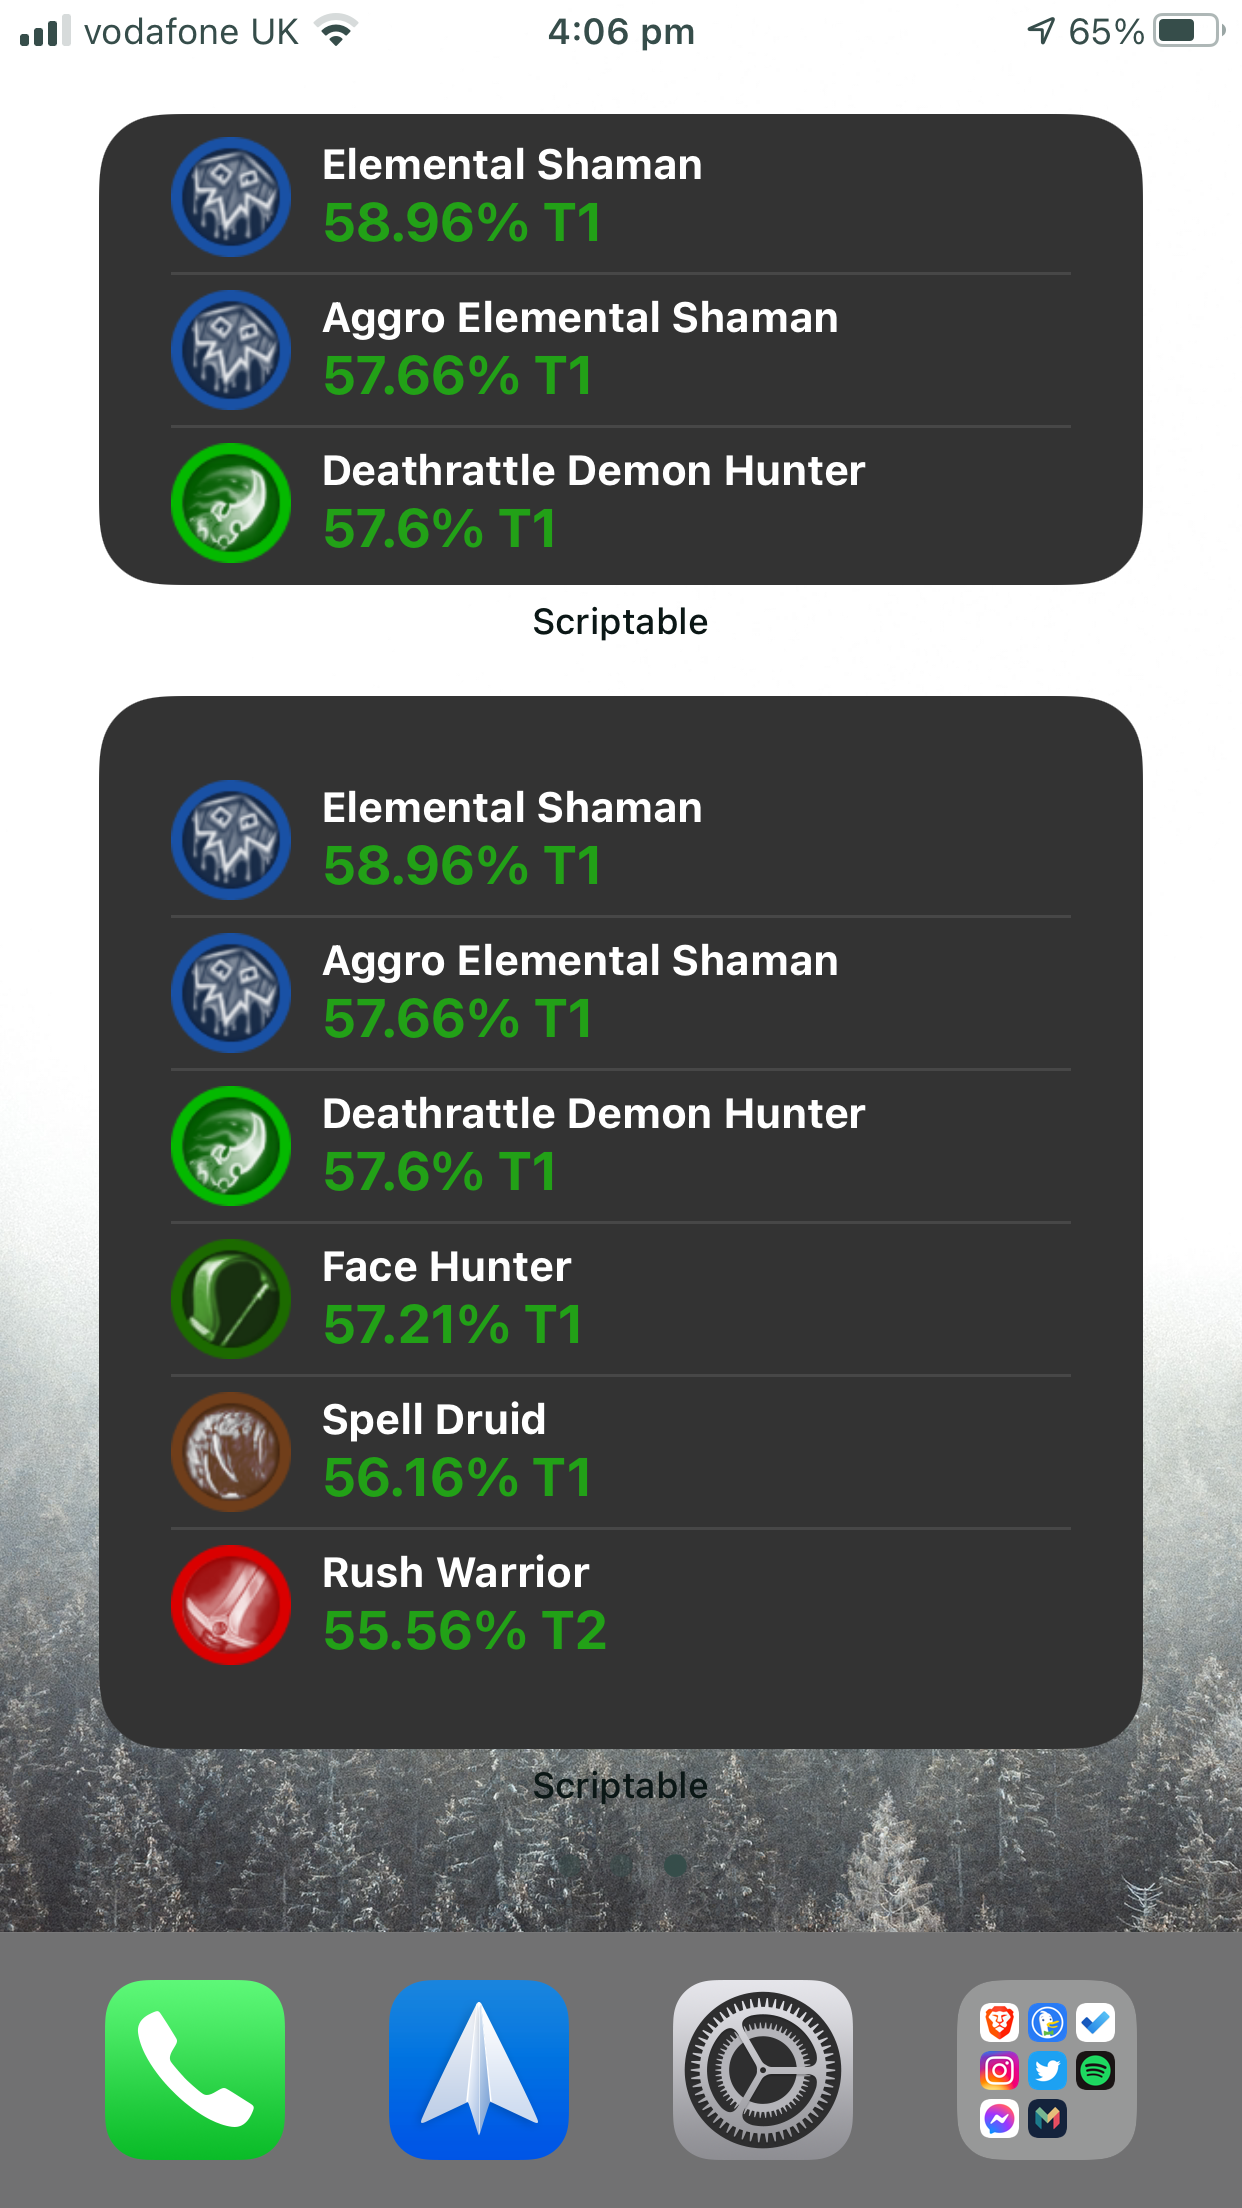 vodafone UK 4:06 pm 65%
Elemental Shaman
58.96% T1
Aggro Elemental Shaman
57.66% T1
Deathrattle Demon Hunter
57.6% T1
Scriptable
Elemental Shaman
58.96% T1
Aggro Elemental Shaman
57.66% T1
Deathrattle Demon Hunter
57.6% T1
Face Hunter
57.21% T1
Spell Druid
56.16% T1
Rush Warrior
55.56% T2
Scriptable